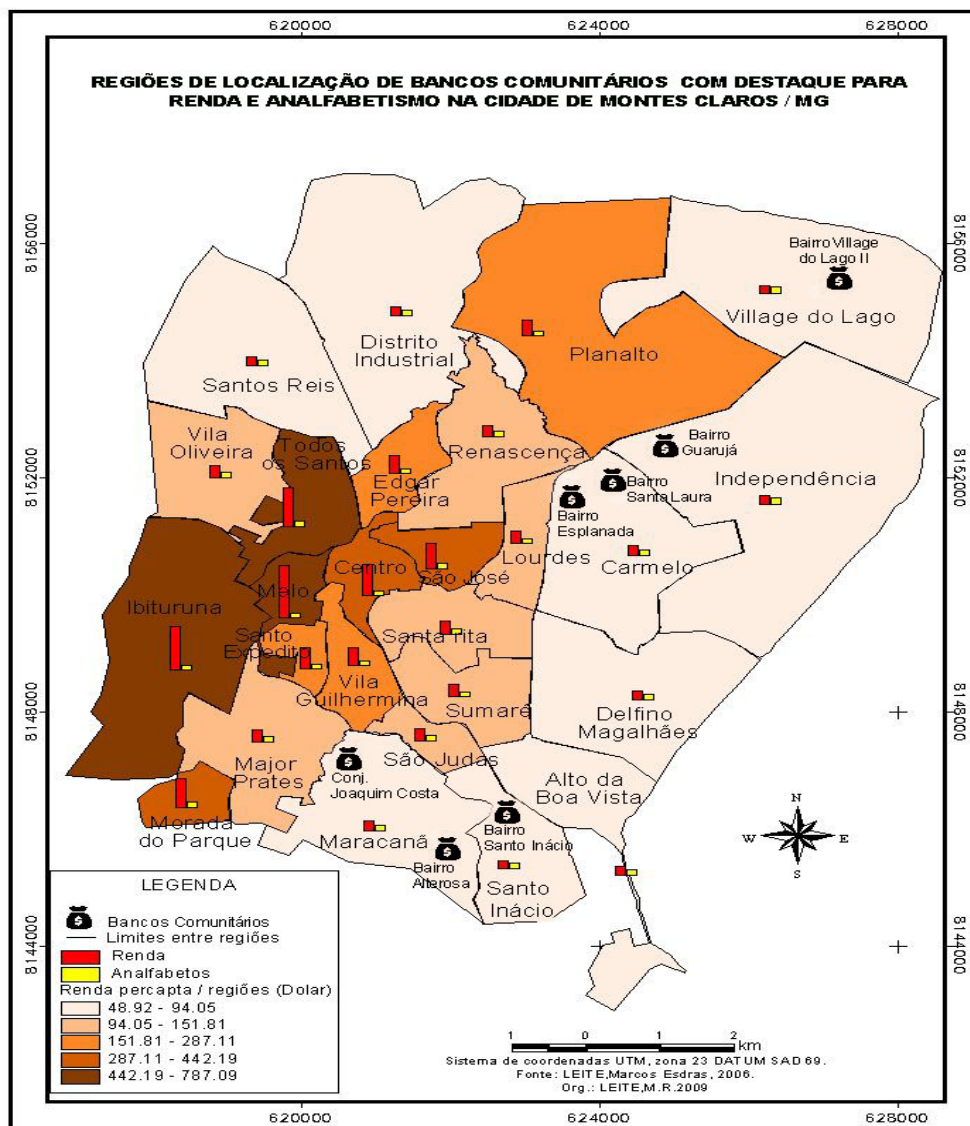 620000
624000
628000
REGIÕES DE LOCALIZAÇÃO DE BANCOS COMUNITÁRIOS COM DESTAQUE PARA
RENDA E ANALFABETISMO NA CIDADE DE MONTES CLAROS / MG
8156000
8156000
Bairro Village
do Lago II
Village do Lago
Distrito
Industrial
Planalto
Santos Reis
Vila
Oliveira
Todos
os Santos
Renascença
Bairro
Guarujá
8152000
8152000
Edgar
Pereira
Bairro
Santa Laura
Independência
Bairro
Esplanada
Lourdes
Carmelo
Centro
São José
Melo
Ibituruna
Santo
Expedito
Santa rita
Vila
Guilhermina
Sumaré
Delfino
Magalhães
8148000
8148000
Major
Prates
São Judas
Conj.
Joaquim Costa
Alto da
Boa Vista
Morada
do Parque
Maracanã
Bairro
Santo Inácio
Bairro
Alterosa
Santo
Inácio
N
W
E
S
8144000
8144000
LEGENDA
$ Bancos Comunitários
Limites entre regiões
Renda
Analfabetos
Renda percapta / regiões (Dolar)
48.92 - 94.05
94.05 - 151.81
151.81 - 287.11
287.11 - 442.19
442.19 - 787.09
1 0 1 2
km
Sistema de coordenadas UTM, zona 23 DATUM SAD 69.
Fonte: LEITE,Marcos Esdras, 2006.
Org.: LEITE,M.R.2009
620000
624000
628000